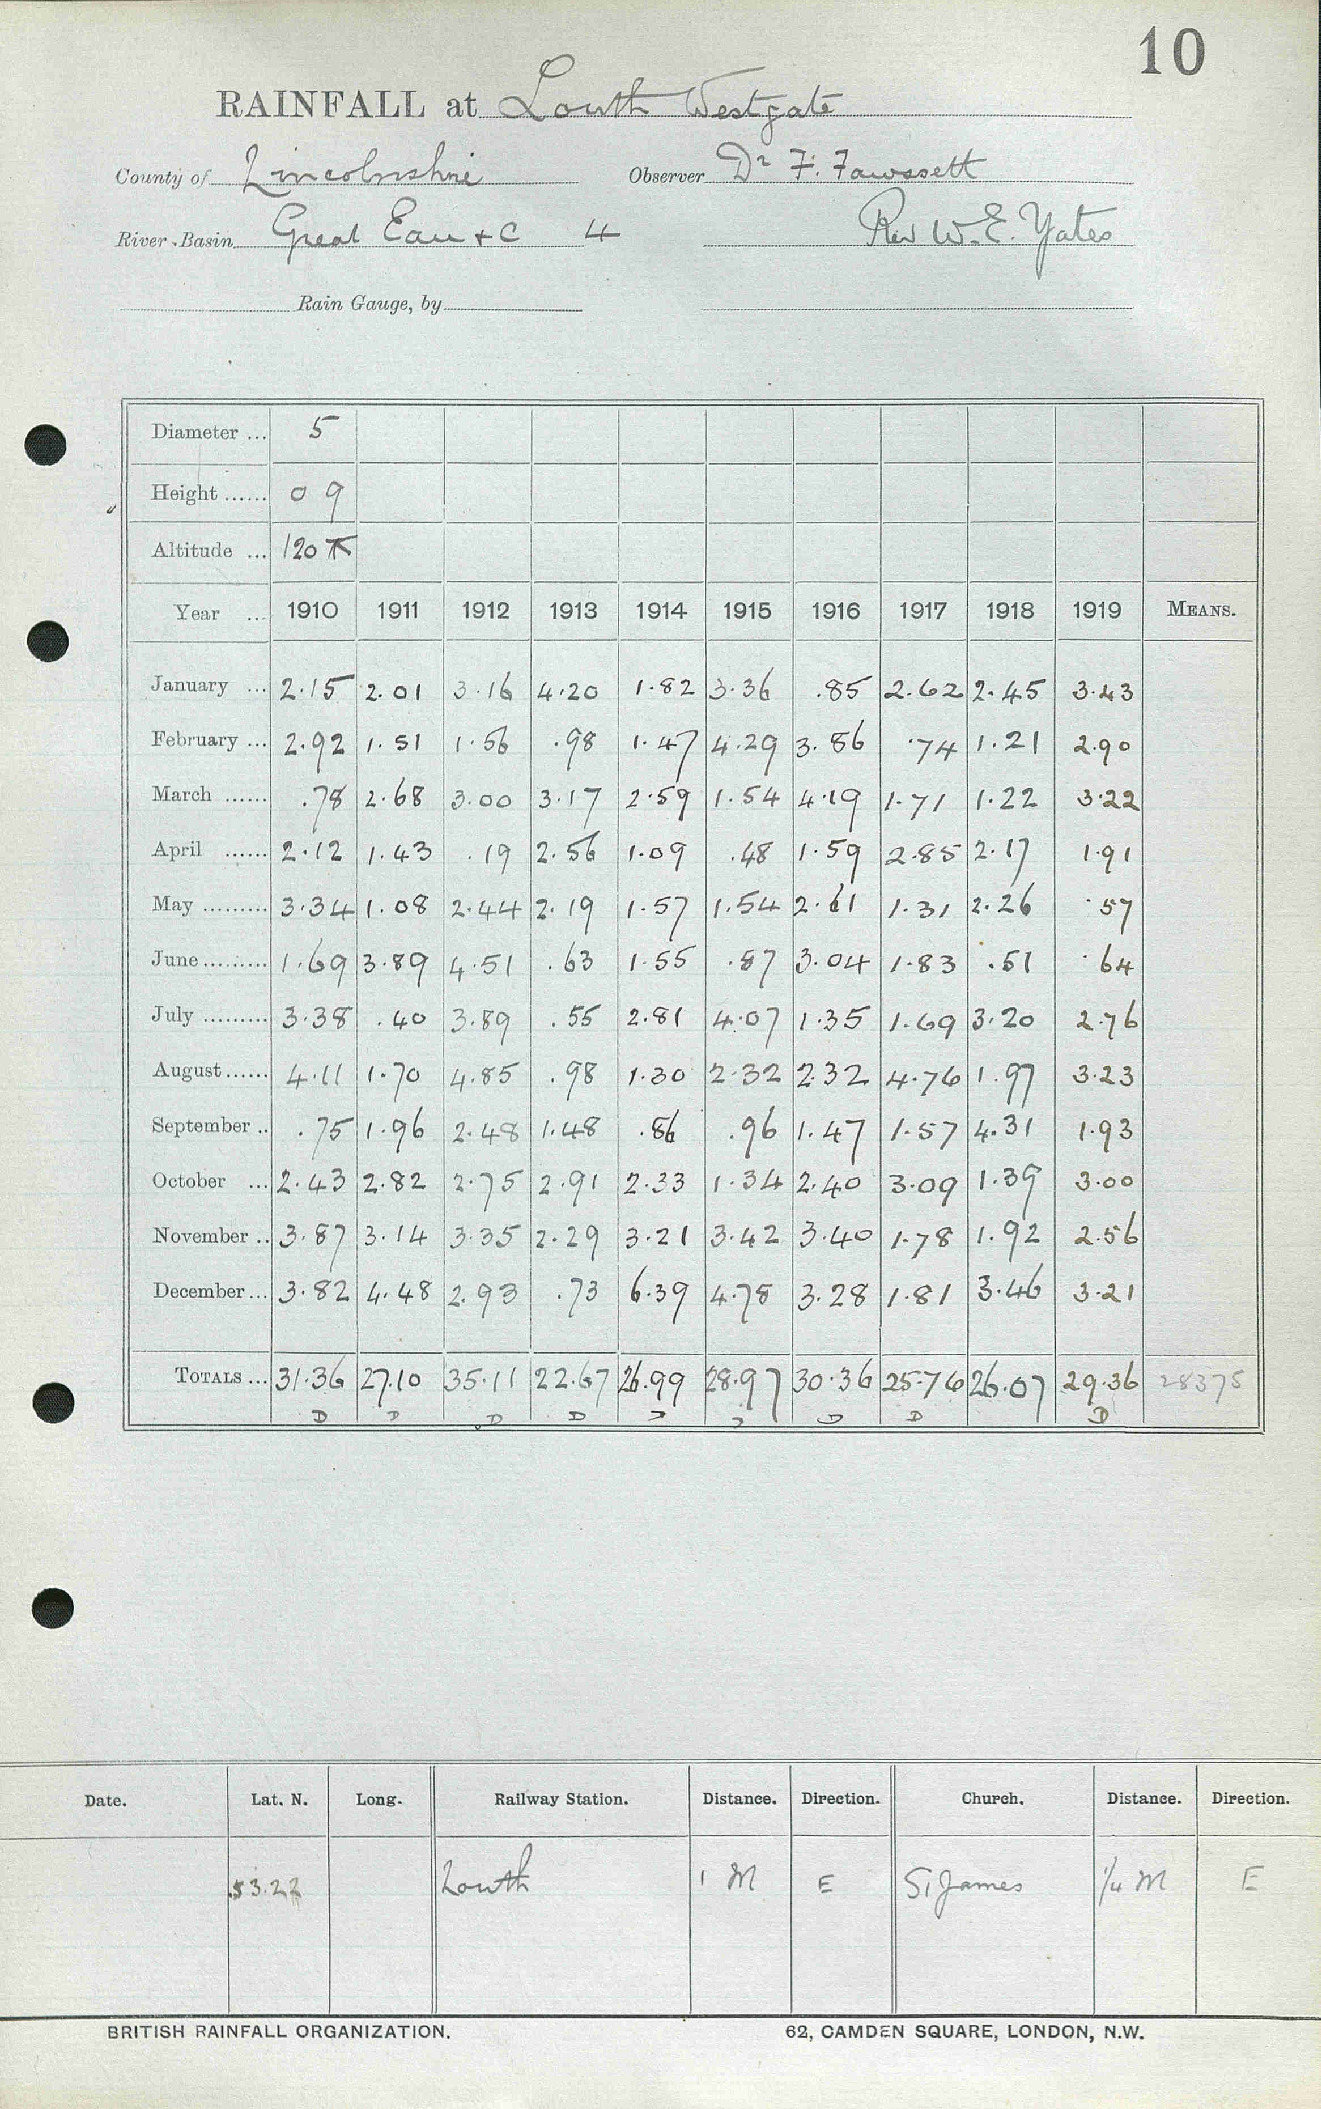 10
RAINFALL at Louth Westgate
County of Lincolnshire Observer Dr F. Fawssett
River Basin Great Eau & C 4 Rev W. E. Yates
Rain Gauge, by
Diameter ... 5
Height ...... 0 9
Altitude ... 120
Year ... 1910 1911 1912 1913 1914 1915 1916 1917 1918 1919 MEANS.
January ... 2.15 2.01 3.16 4.20 1.82 3.36 .85 2.62 2.45 3.43
February ... 2.92 1.51 1.56 .98 1.47 4.29 3.86 .74 1.21 2.90
March ...... .78 2.68 3.00 3.17 2.59 1.54 4.19 1.71 1.22 3.22
April ...... 2.12 1.43 .19 2.56 1.09 .48 1.59 2.85 2.17 1.91
May ......... 3.34 1.08 2.44 2.19 1.57 1.54 2.61 1.31 2.26 .57
June ......... 1.69 3.89 4.51 .63 1.55 .87 3.04 1.83 .51 .64
July ......... 3.38 .40 3.89 .55 2.81 4.07 1.35 1.69 3.20 2.76
August ...... 4.11 1.70 4.85 .98 1.30 2.32 2.32 4.76 1.97 3.23
September .. .75 1.96 2.48 1.48 .86 .96 1.47 1.57 4.31 1.93
October ... 2.43 2.82 2.75 2.91 2.33 1.34 2.40 3.09 1.39 3.00
November .. 3.87 3.14 3.35 2.29 3.21 3.42 3.40 1.78 1.92 2.56
December ... 3.82 4.48 2.93 .73 6.39 4.78 3.28 1.81 3.46 3.21
TOTALS ... 31.36 27.10 35.11 22.67 26.99 28.97 30.36 25.76 26.07 29.36 28375
D D D D D D D D D
Date. Lat. N. Long. Railway Station. Distance. Direction. Church. Distance. Direction.
53.22 Louth 1 M E St James 1/4 M E
BRITISH RAINFALL ORGANIZATION. 62, CAMDEN SQUARE, LONDON, N.W.